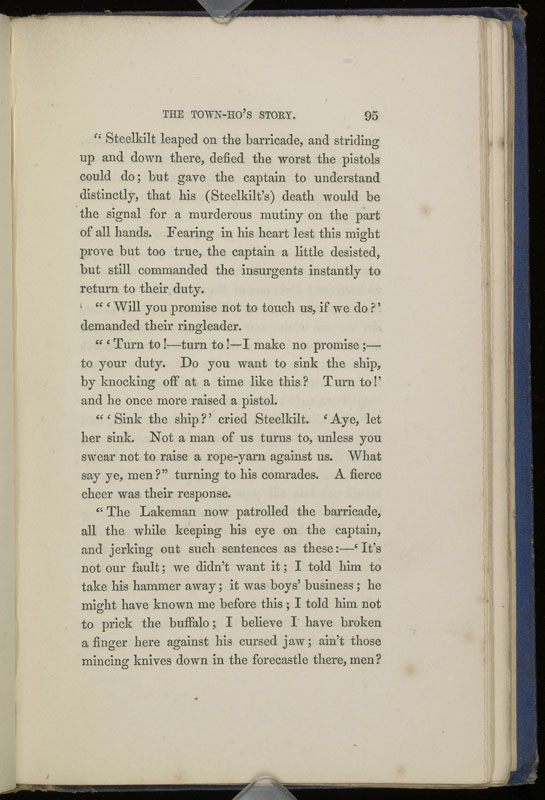 THE TOWN-HO'S STORY. 95
“ Steelkilt leaped on the barricade, and striding
up and down there, defied the worst the pistols
could do; but gave the captain to understand
distinctly, that his (Steelkilt's) death would be
the signal for a murderous mutiny on the part
of all hands. Fearing in his heart lest this might
prove but too true, the captain a little desisted,
but still commanded the insurgents instantly to
return to their duty.
“ ‘ Will you promise not to touch us, if we do?’
demanded their ringleader.
“ ‘ Turn to!—turn to!—I make no promise;—
to your duty. Do you want to sink the ship,
by knocking off at a time like this? Turn to!’
and he once more raised a pistol.
“ ‘ Sink the ship?’ cried Steelkilt. ‘Aye, let
her sink. Not a man of us turns to, unless you
swear not to raise a rope-yarn against us. What
say ye, men?” turning to his comrades. A fierce
cheer was their response.
“ The Lakeman now patrolled the barricade,
all the while keeping his eye on the captain,
and jerking out such sentences as these:—‘It's
not our fault; we didn't want it; I told him to
take his hammer away; it was boys' business; he
might have known me before this; I told him not
to prick the buffalo; I believe I have broken
a finger here against his cursed jaw; ain't those
mincing knives down in the forecastle there, men?